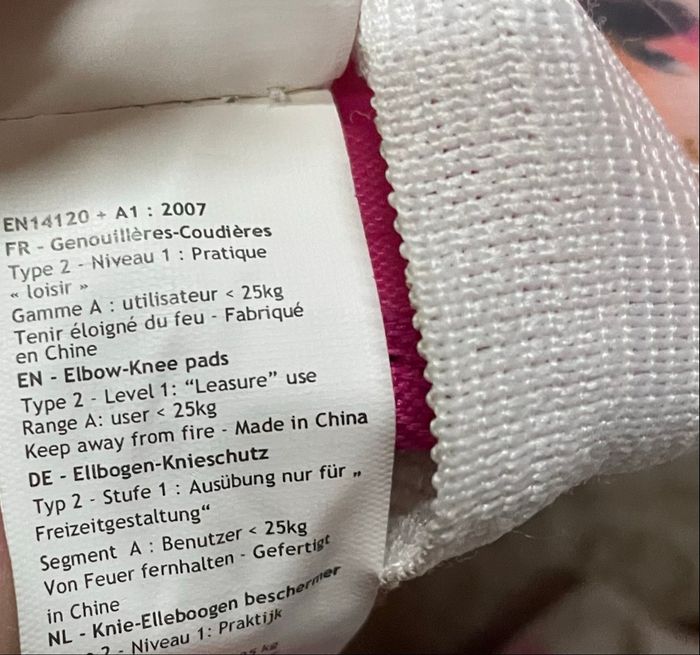 EN14120 + A1 : 2007
FR - Genouillères-Coudières
Type 2 - Niveau 1 : Pratique
« loisir »
Gamme A : utilisateur < 25kg
Tenir éloigné du feu - Fabriqué
en Chine
EN - Elbow-Knee pads
Type 2 - Level 1: “Leasure” use
Range A: user < 25kg
Keep away from fire - Made in China
DE - Ellbogen-Knieschutz
Typ 2 - Stufe 1 : Ausübung nur für „
Freizeitgestaltung“
Segment A : Benutzer < 25kg
Von Feuer fernhalten - Gefertigt
in Chine
NL - Knie-Elleboogen beschermer
2 - Niveau 1: Praktijk
kg